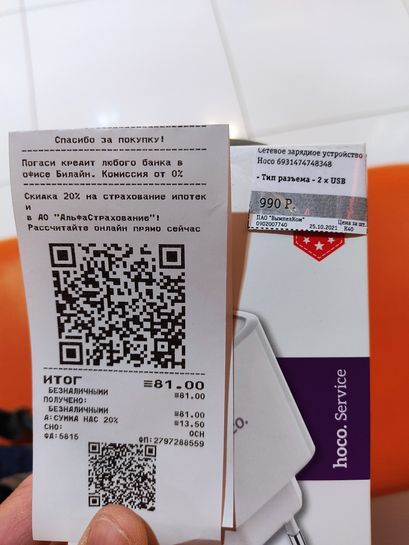 Спасибо за покупку!
Погаси кредит любого банка в
офисе Билайн. Комиссия от 0%
Скидка 20% на страхование ипотек
и
в АО "АльфаСтрахование"!
Рассчитайте онлайн прямо сейчас
ИТОГ ≡81.00
БЕЗНАЛИЧНЫМИ ≡81.00
ПОЛУЧЕНО:
БЕЗНАЛИЧНЫМИ ≡81.00
А:СУММА НДС 20% ≡13.50
СНО: ОСН
ФД:5815 ФП:2797288559
Сетевое зарядное устройство
Hoco 6931474748348
- Тип разъема - 2 x USB
990 Р.
ПАО "ВымпелКом" Цена за шт.
0902007740 25.10.2021 K40
hoco. Service
co.